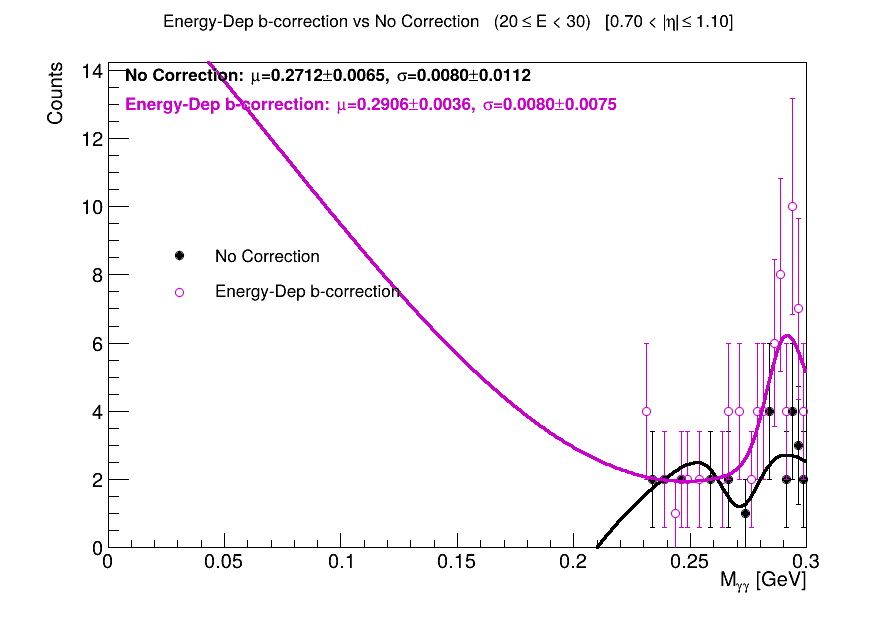 Energy-Dep b-correction vs No Correction (20 ≤ E < 30) [0.70 < |η| ≤ 1.10]
Counts
No Correction: μ=0.2712±0.0065, σ=0.0080±0.0112
Energy-Dep b-correction: μ=0.2906±0.0036, σ=0.0080±0.0075
No Correction
Energy-Dep b-correction
14
12
10
8
6
4
2
0
0 0.05 0.1 0.15 0.2 0.25 0.3
Mγγ [GeV]